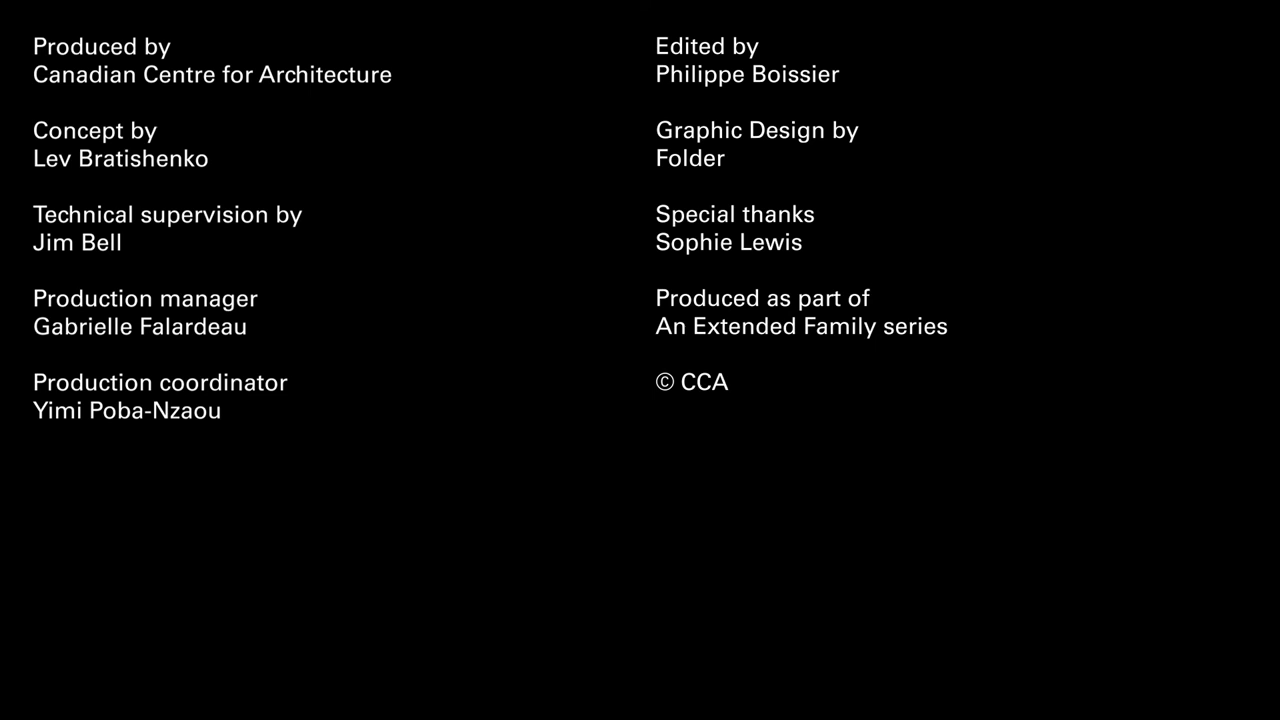 Produced by
Canadian Centre for Architecture
Concept by
Lev Bratishenko
Technical supervision by
Jim Bell
Production manager
Gabrielle Falardeau
Production coordinator
Yimi Poba-Nzaou
Edited by
Philippe Boissier
Graphic Design by
Folder
Special thanks
Sophie Lewis
Produced as part of
An Extended Family series
© CCA